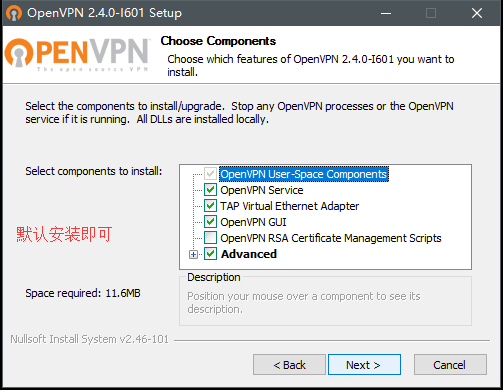 OpenVPN 2.4.0-I601 Setup
OPENVPN
The open source VPN
Choose Components
Choose which features of OpenVPN 2.4.0-I601 you want to
install.
Select the components to install/upgrade.  Stop any OpenVPN processes or the OpenVPN
service if it is running.  All DLLs are installed locally.
Select components to install:
OpenVPN User-Space Components
OpenVPN Service
TAP Virtual Ethernet Adapter
OpenVPN GUI
OpenVPN RSA Certificate Management Scripts
Advanced
默认安装即可
Space required: 11.6MB
Description
Position your mouse over a component to see its
description.
Nullsoft Install System v2.46-101
< Back
Next >
Cancel